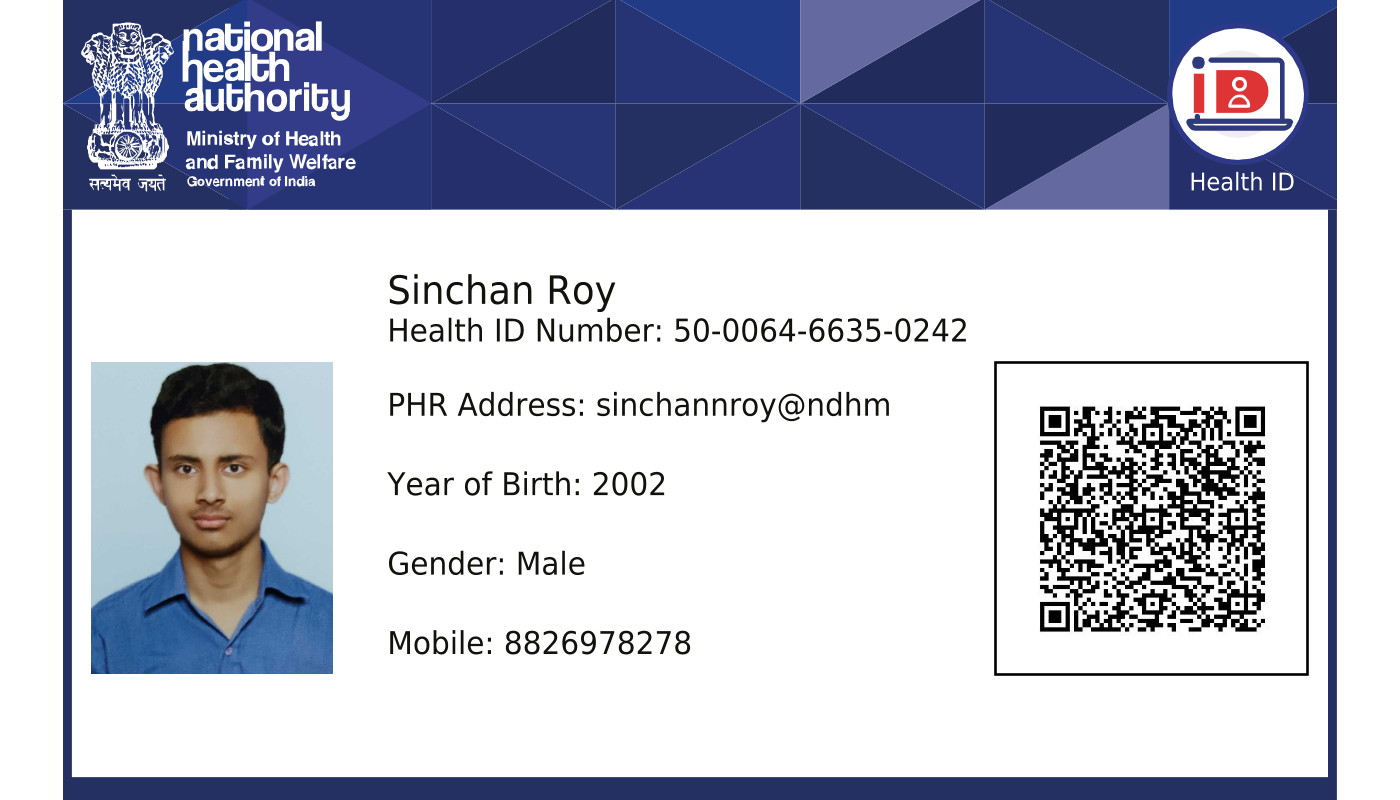 national
health
authority
Ministry of Health
and Family Welfare
Government of India
सत्यमेव जयते
Health ID
Sinchan Roy
Health ID Number: 50-0064-6635-0242
PHR Address: sinchannroy@ndhm
Year of Birth: 2002
Gender: Male
Mobile: 8826978278